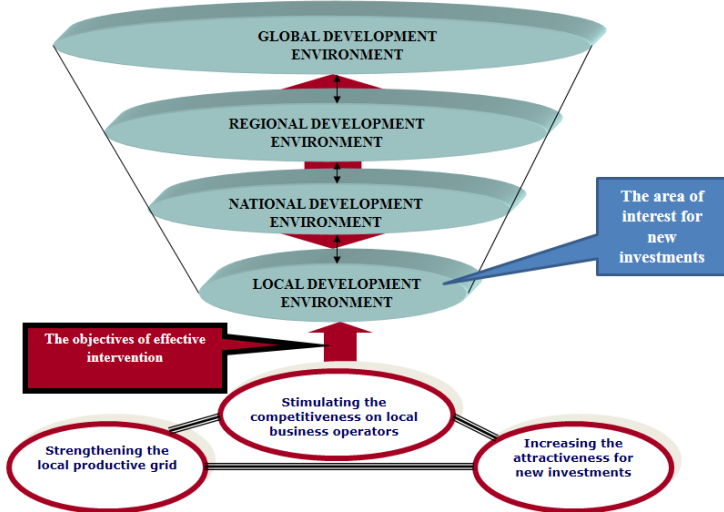 GLOBAL DEVELOPMENT
ENVIRONMENT
REGIONAL DEVELOPMENT
ENVIRONMENT
NATIONAL DEVELOPMENT
ENVIRONMENT
The area of
interest for
new
investments
LOCAL DEVELOPMENT
ENVIRONMENT
The objectives of effective
intervention
Stimulating the
competitiveness on local
business operators
Strengthening the
local productive grid
Increasing the
attractiveness for
new investments